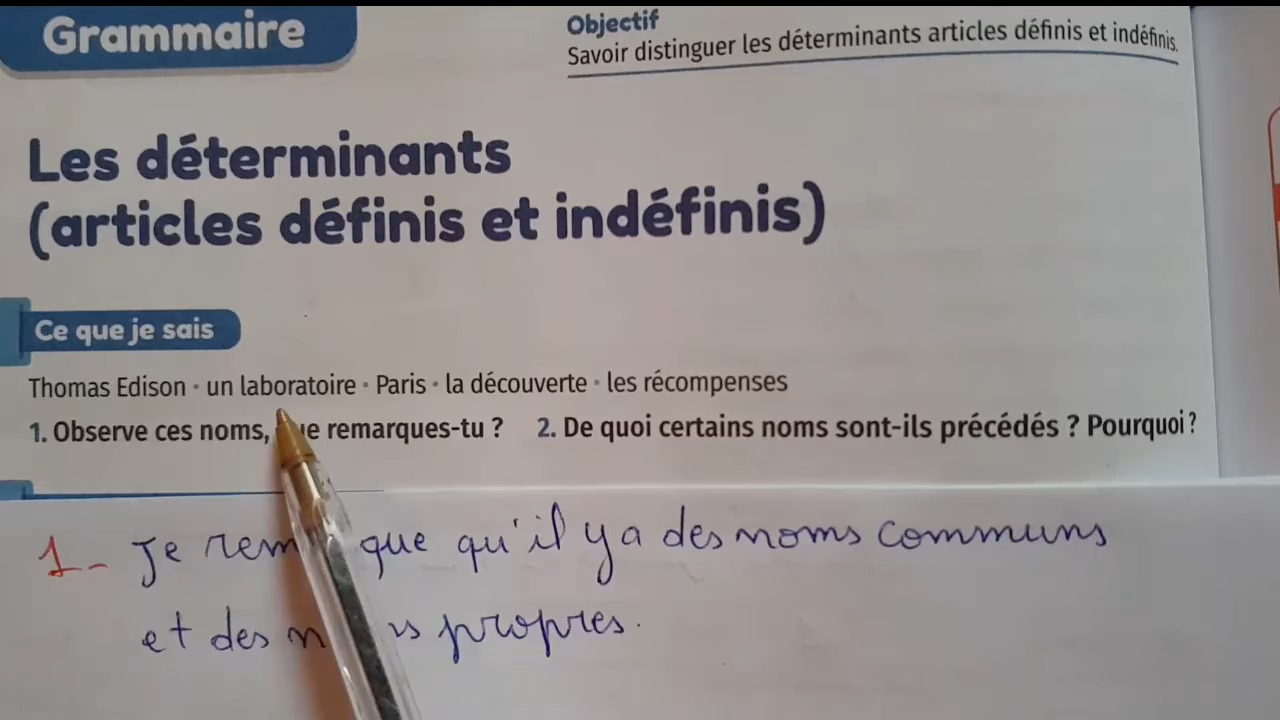 Grammaire
Objectif
Savoir distinguer les déterminants articles définis et indéfinis.
Les déterminants
(articles définis et indéfinis)
Ce que je sais
Thomas Edison · un laboratoire · Paris · la découverte · les récompenses
1. Observe ces noms, que remarques-tu ? 2. De quoi certains noms sont-ils précédés ? Pourquoi ?
1- Je remarque qu'il y a des noms communs
et des noms propres.